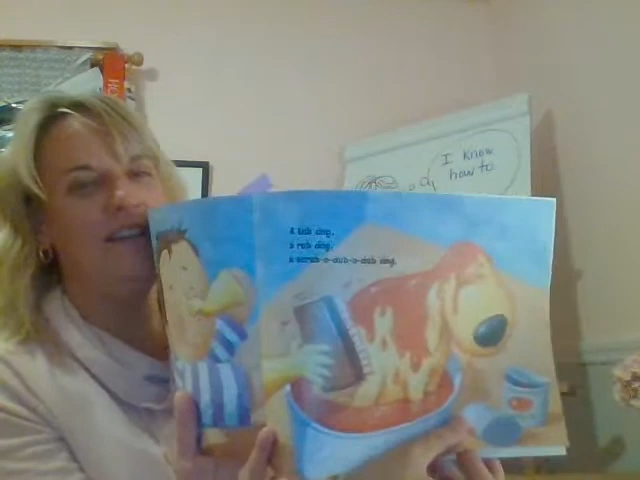 I know
how to
A tub dog,
a rub dog,
a scrub-a-dub-a-dub dog.